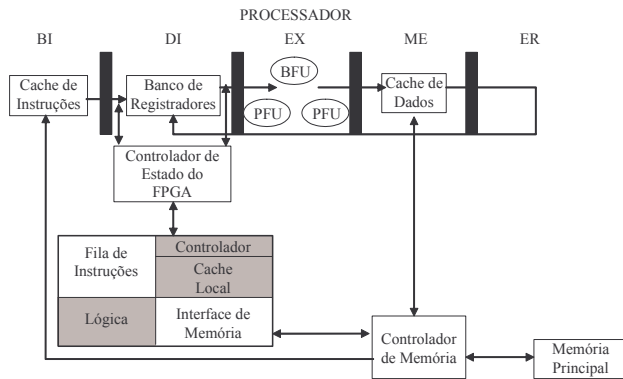 PROCESSADOR
BI DI EX ME ER
Cache de
Instruções
Banco de
Registradores
BFU
PFU PFU
Cache de
Dados
Controlador de
Estado do
FPGA
Fila de
Instruções
Controlador
Cache
Local
Lógica
Interface de
Memória
Controlador
de Memória
Memória
Principal